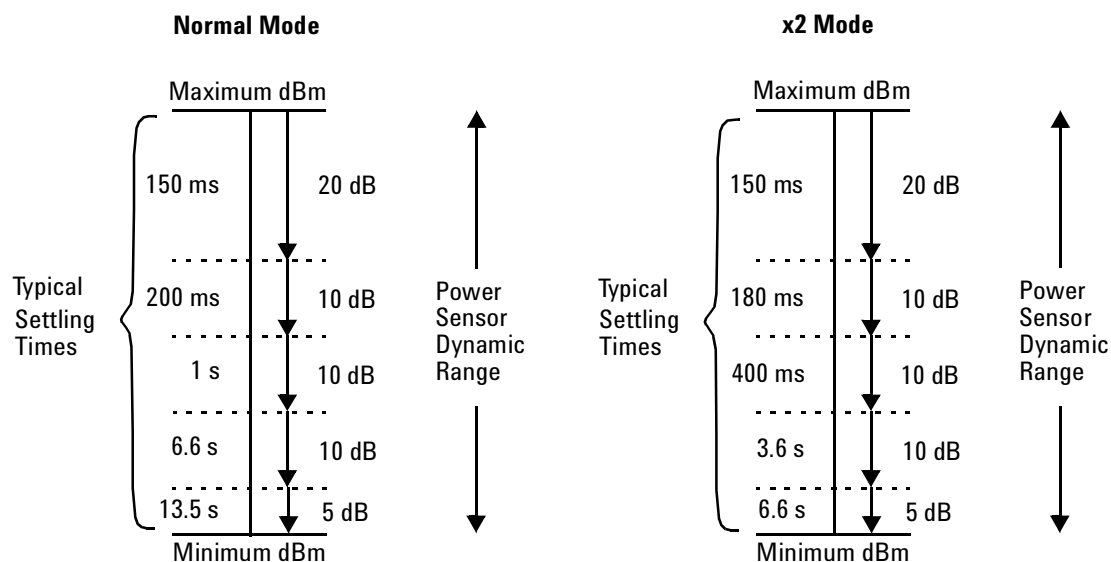 Normal Mode
Maximum dBm
150 ms
20 dB
200 ms
10 dB
1 s
10 dB
6.6 s
10 dB
13.5 s
5 dB
Minimum dBm
Typical
Settling
Times
Power
Sensor
Dynamic
Range
x2 Mode
Maximum dBm
150 ms
20 dB
180 ms
10 dB
400 ms
10 dB
3.6 s
10 dB
6.6 s
5 dB
Minimum dBm
Typical
Settling
Times
Power
Sensor
Dynamic
Range